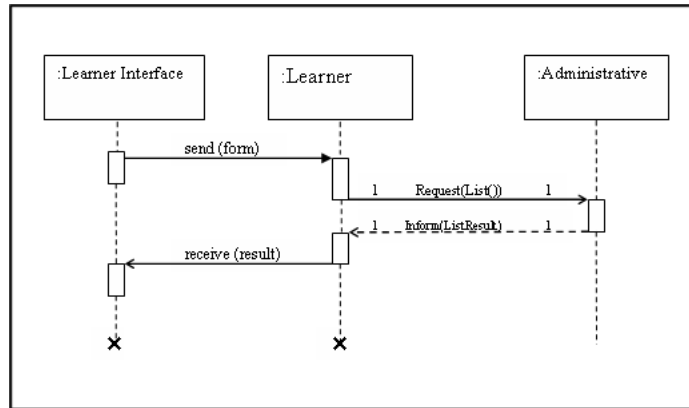 :Learner Interface
:Learner
:Administrative
send (form)
1 Request(List()) 1
1 Inform(ListResult) 1
receive (result)